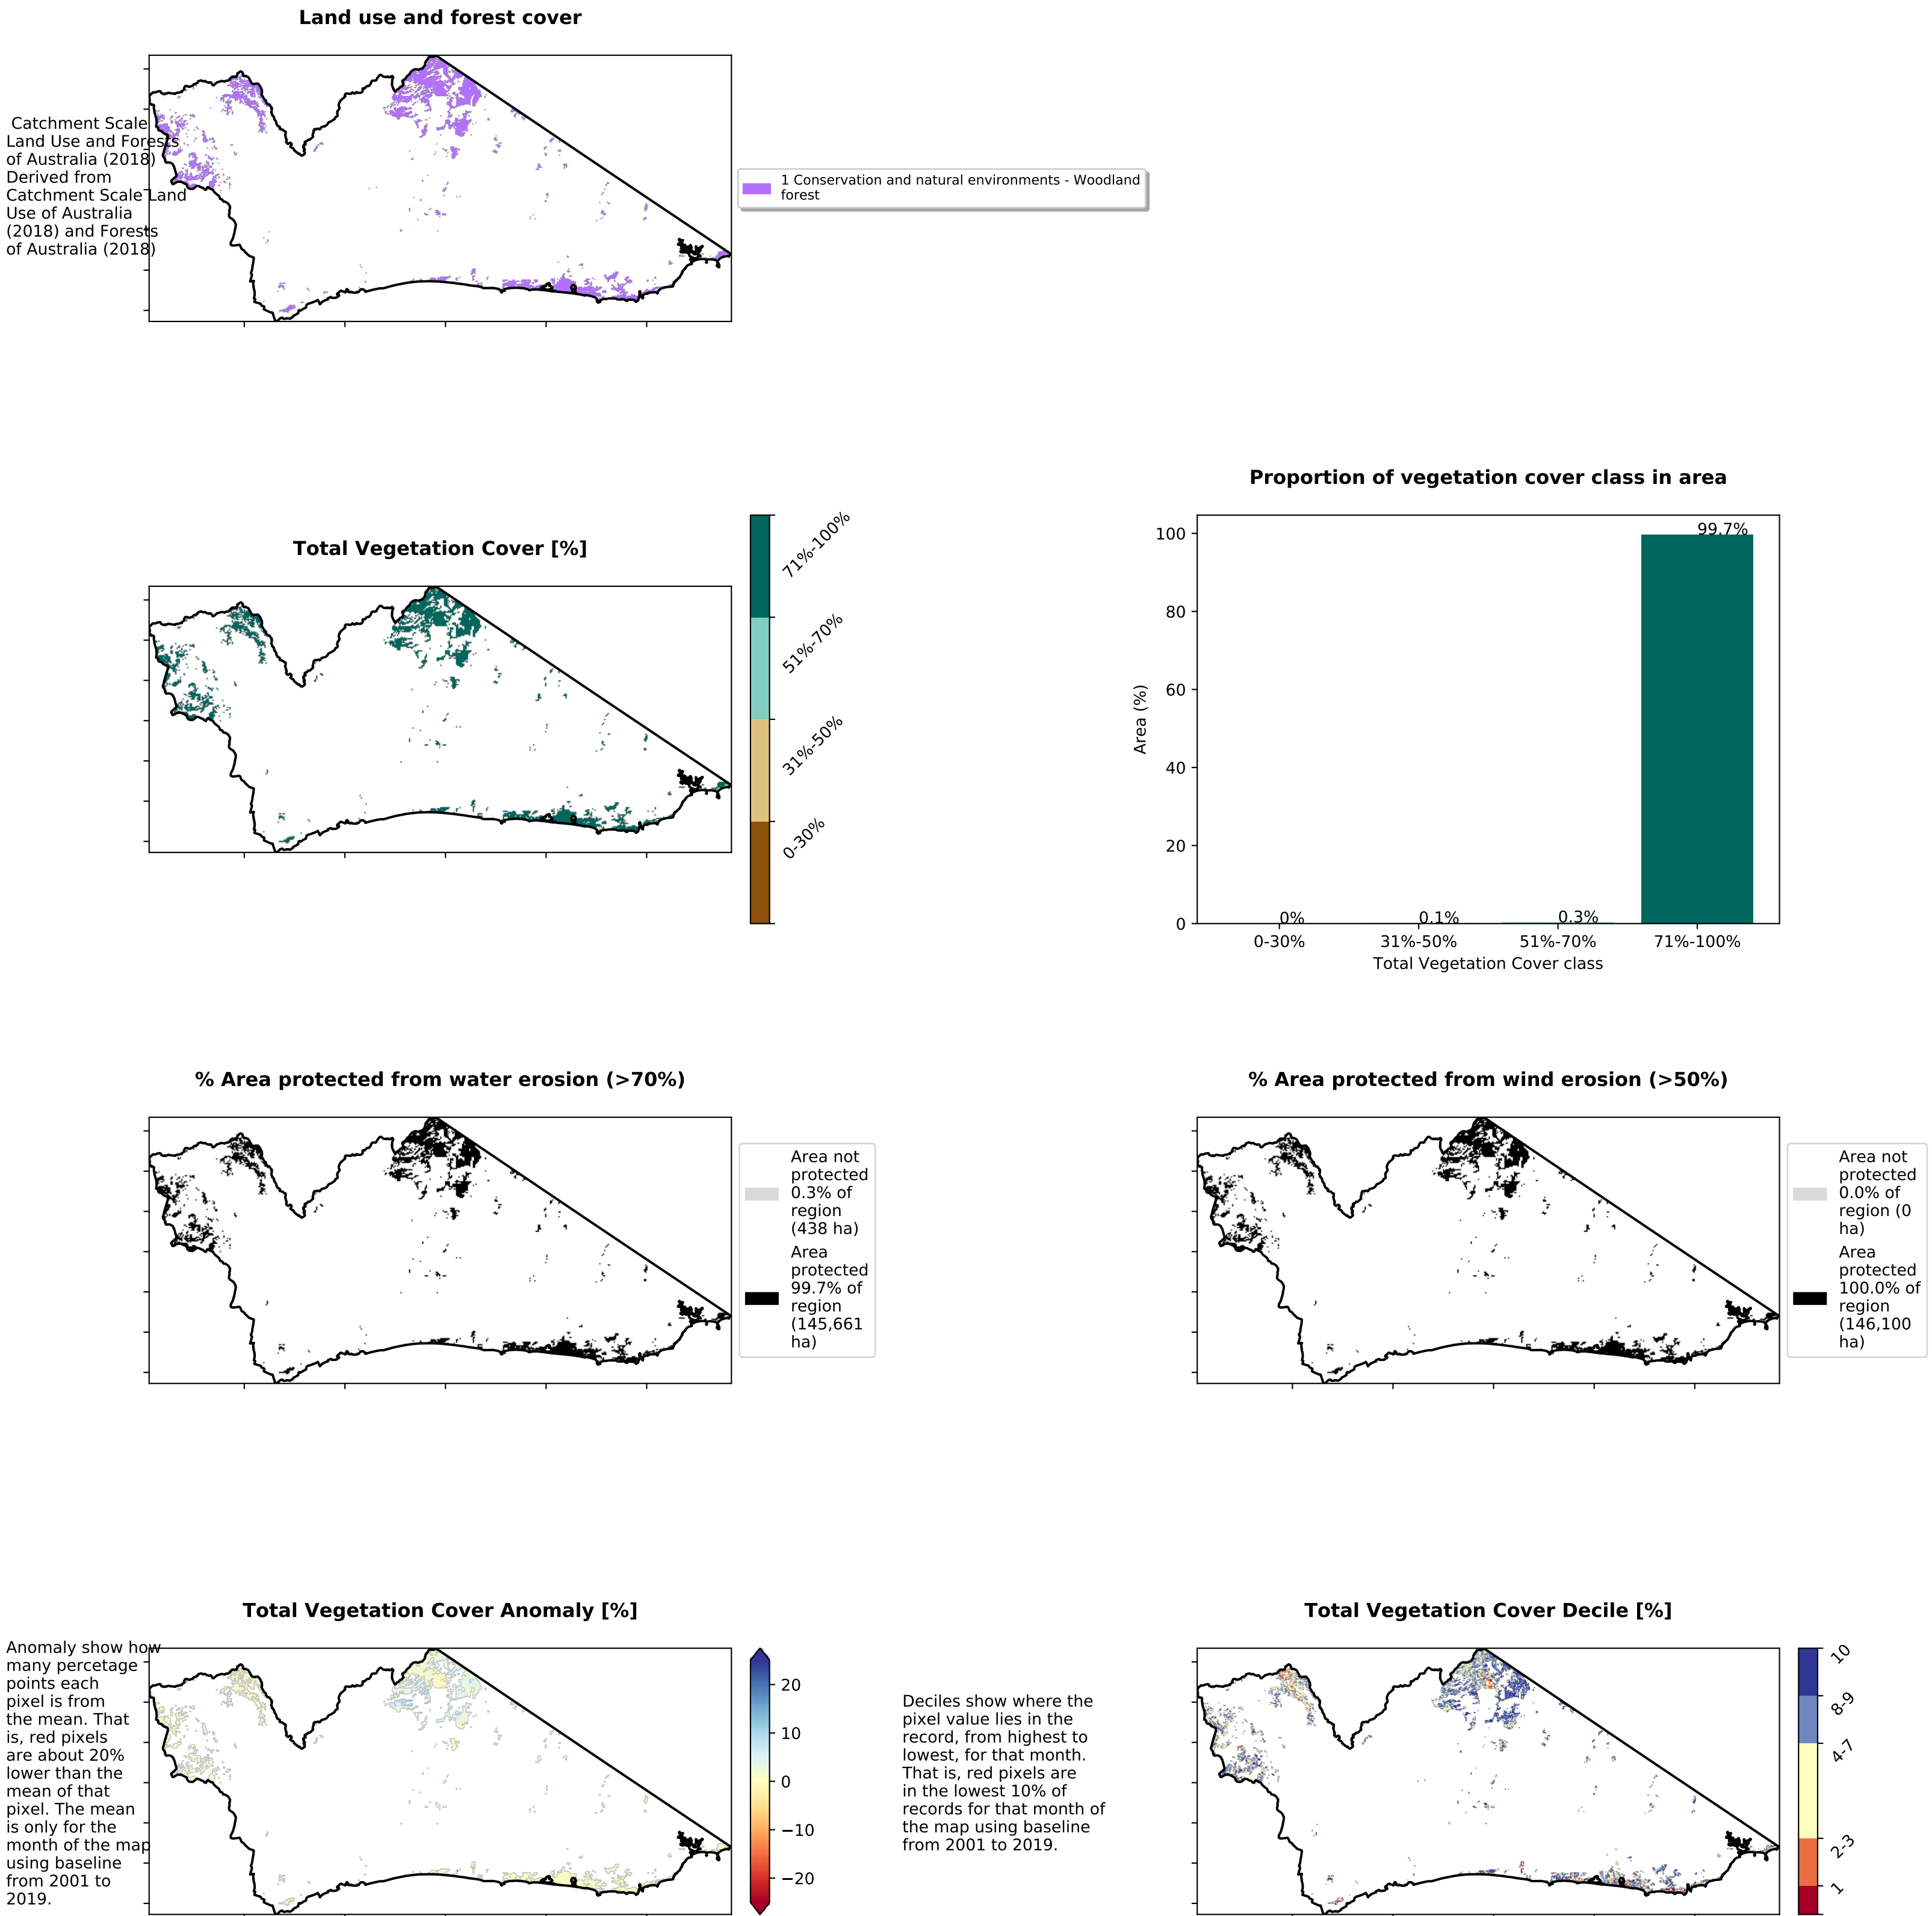 Land use and forest cover
Catchment Scale
Land Use and Forests
of Australia (2018)
Derived from
Catchment Scale Land
Use of Australia
(2018) and Forests
of Australia (2018)
1 Conservation and natural environments - Woodland
forest
Total Vegetation Cover [%]
71%-100%
51%-70%
31%-50%
0-30%
Proportion of vegetation cover class in area
Area (%)
100
80
60
40
20
0
0%
0.1%
0.3%
99.7%
0-30%
31%-50%
51%-70%
71%-100%
Total Vegetation Cover class
% Area protected from water erosion (>70%)
Area not
protected
0.3% of
region
(438 ha)
Area
protected
99.7% of
region
(145,661
ha)
% Area protected from wind erosion (>50%)
Area not
protected
0.0% of
region (0
ha)
Area
protected
100.0% of
region
(146,100
ha)
Total Vegetation Cover Anomaly [%]
Anomaly show how
many percetage
points each
pixel is from
the mean. That
is, red pixels
are about 20%
lower than the
mean of that
pixel. The mean
is only for the
month of the map
using baseline
from 2001 to
2019.
20
10
0
−10
−20
Total Vegetation Cover Decile [%]
Deciles show where the
pixel value lies in the
record, from highest to
lowest, for that month.
That is, red pixels are
in the lowest 10% of
records for that month of
the map using baseline
from 2001 to 2019.
10
8-9
4-7
2-3
1